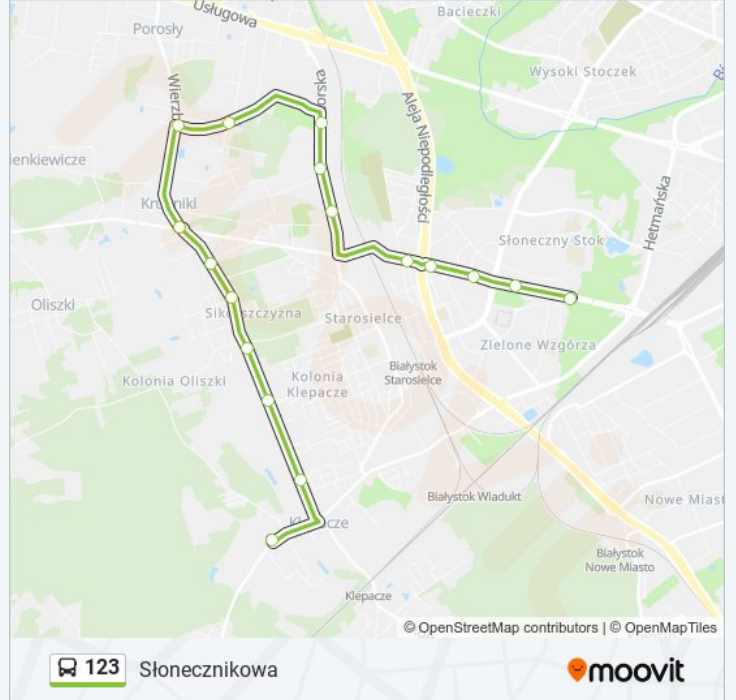 Usługowa
Bacieczki
Porosły
Wysoki Stoczek
Aleja Niepodległości
ienkiewicze
Hetmańska
Słoneczny Stok
Oliszki
Starosielce
Zielone Wzgórza
Białystok
Starosielce
Kolonia Oliszki
Kolonia
Klepacze
Białystok Wiadukt
Nowe Miast
Białystok
Nowe Miasto
Klepacze
© OpenStreetMap contributors | © OpenMapTiles
123 Słonecznikowa
moovit